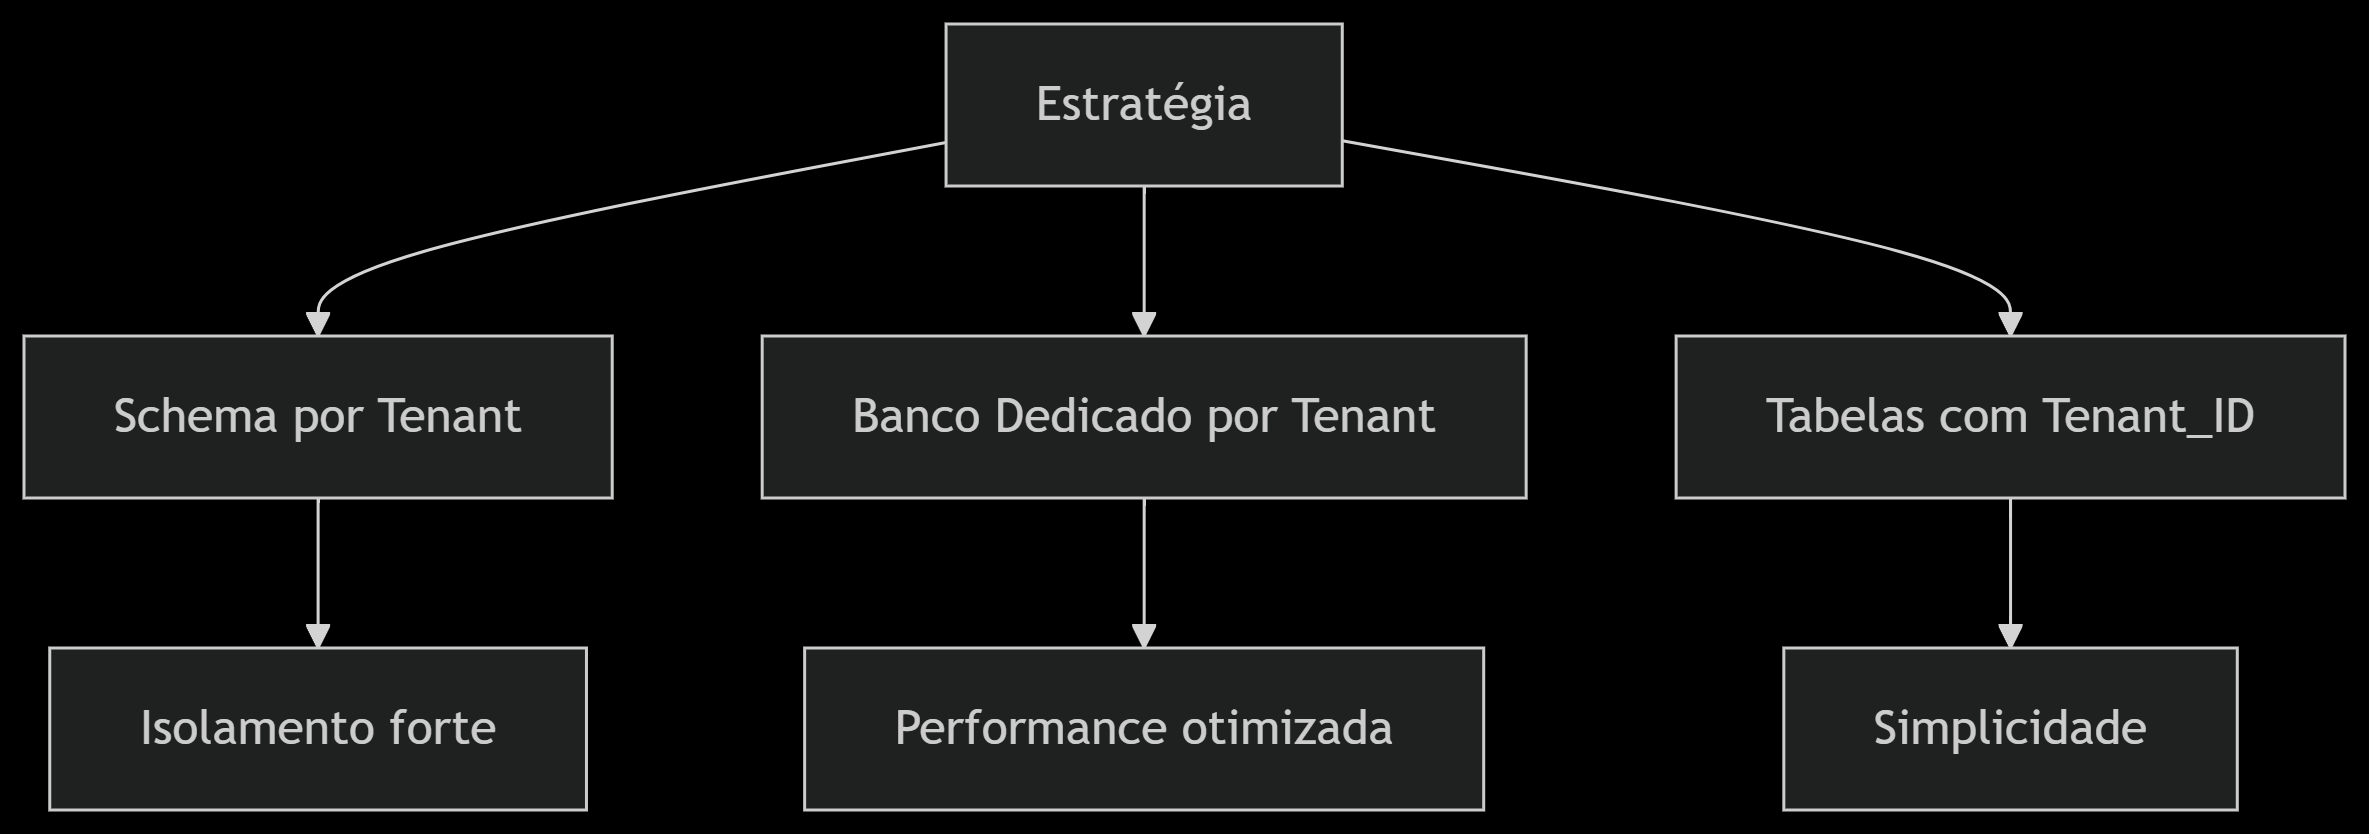 Estratégia
Schema por Tenant
Banco Dedicado por Tenant
Tabelas com Tenant_ID
Isolamento forte
Performance otimizada
Simplicidade